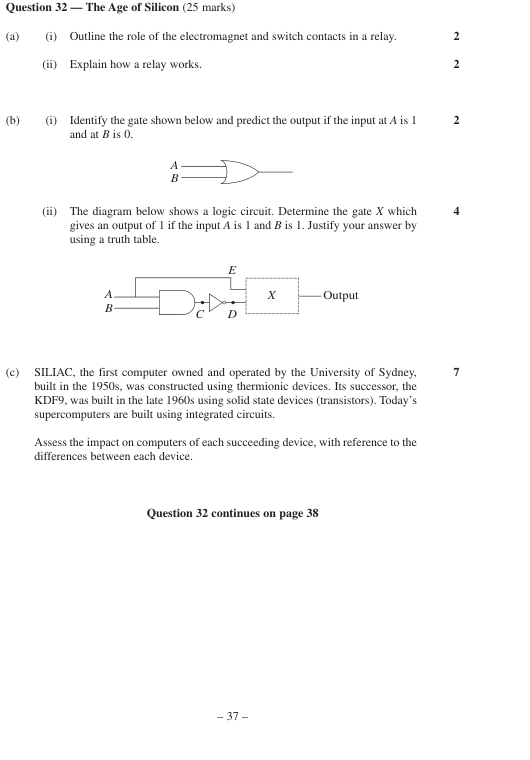 Question 32 — The Age of Silicon (25 marks)
(a) (i) Outline the role of the electromagnet and switch contacts in a relay. 2
(ii) Explain how a relay works. 2
(b) (i) Identify the gate shown below and predict the output if the input at A is 1 2
and at B is 0.
A
B
(ii) The diagram below shows a logic circuit. Determine the gate X which 4
gives an output of 1 if the input A is 1 and B is 1. Justify your answer by
using a truth table.
E
A X Output
B
C D
(c) SILIAC, the first computer owned and operated by the University of Sydney, 7
built in the 1950s, was constructed using thermionic devices. Its successor, the
KDF9, was built in the late 1960s using solid state devices (transistors). Today's
supercomputers are built using integrated circuits.
Assess the impact on computers of each succeeding device, with reference to the
differences between each device.
Question 32 continues on page 38
– 37 –